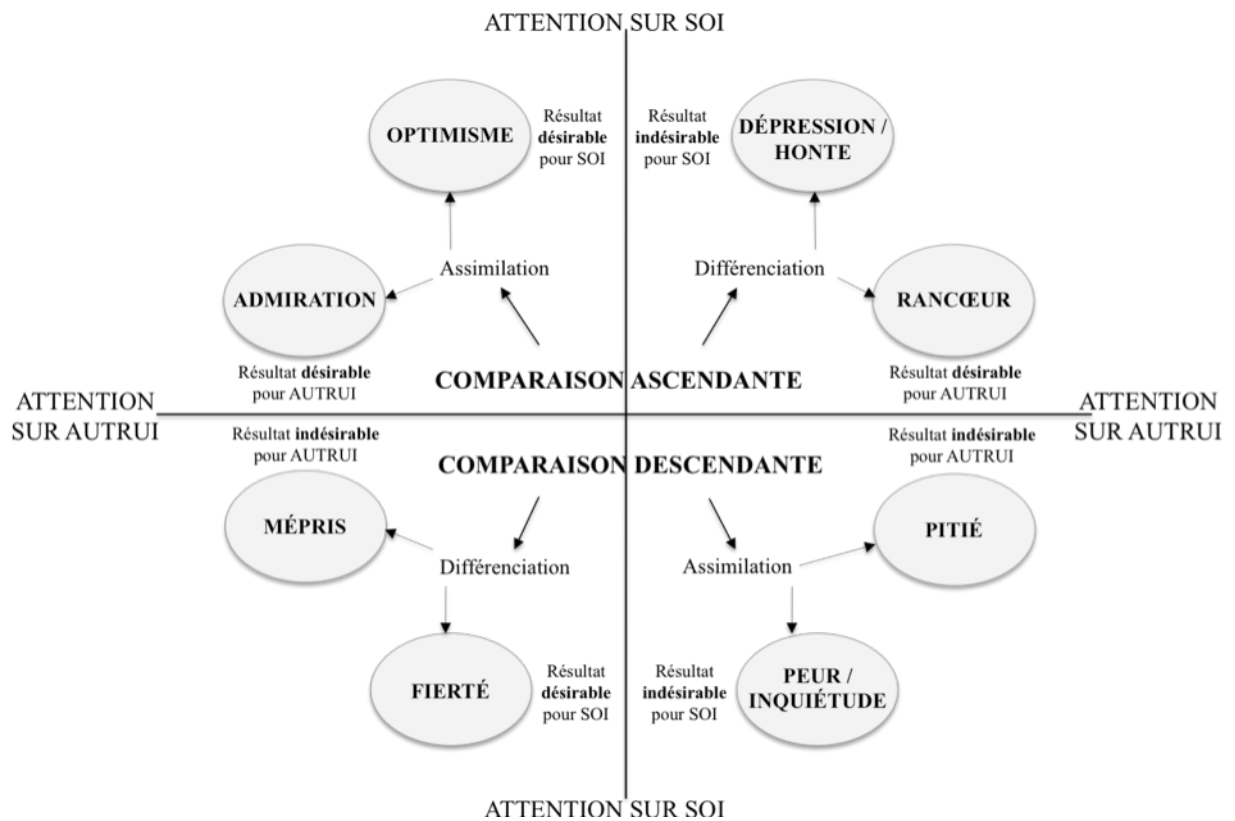 ATTENTION SUR SOI
OPTIMISME
Résultat
désirable
pour SOI
Résultat
indésirable
pour SOI
DÉPRESSION /
HONTE
Assimilation
Différenciation
ADMIRATION
RANCŒUR
Résultat désirable
pour AUTRUI
COMPARAISON ASCENDANTE
Résultat désirable
pour AUTRUI
ATTENTION
SUR AUTRUI
ATTENTION
SUR AUTRUI
Résultat indésirable
pour AUTRUI
COMPARAISON DESCENDANTE
Résultat indésirable
pour AUTRUI
MÉPRIS
PITIÉ
Différenciation
Assimilation
FIERTÉ
Résultat
désirable
pour SOI
Résultat
indésirable
pour SOI
PEUR /
INQUIÉTUDE
ATTENTION SUR SOI